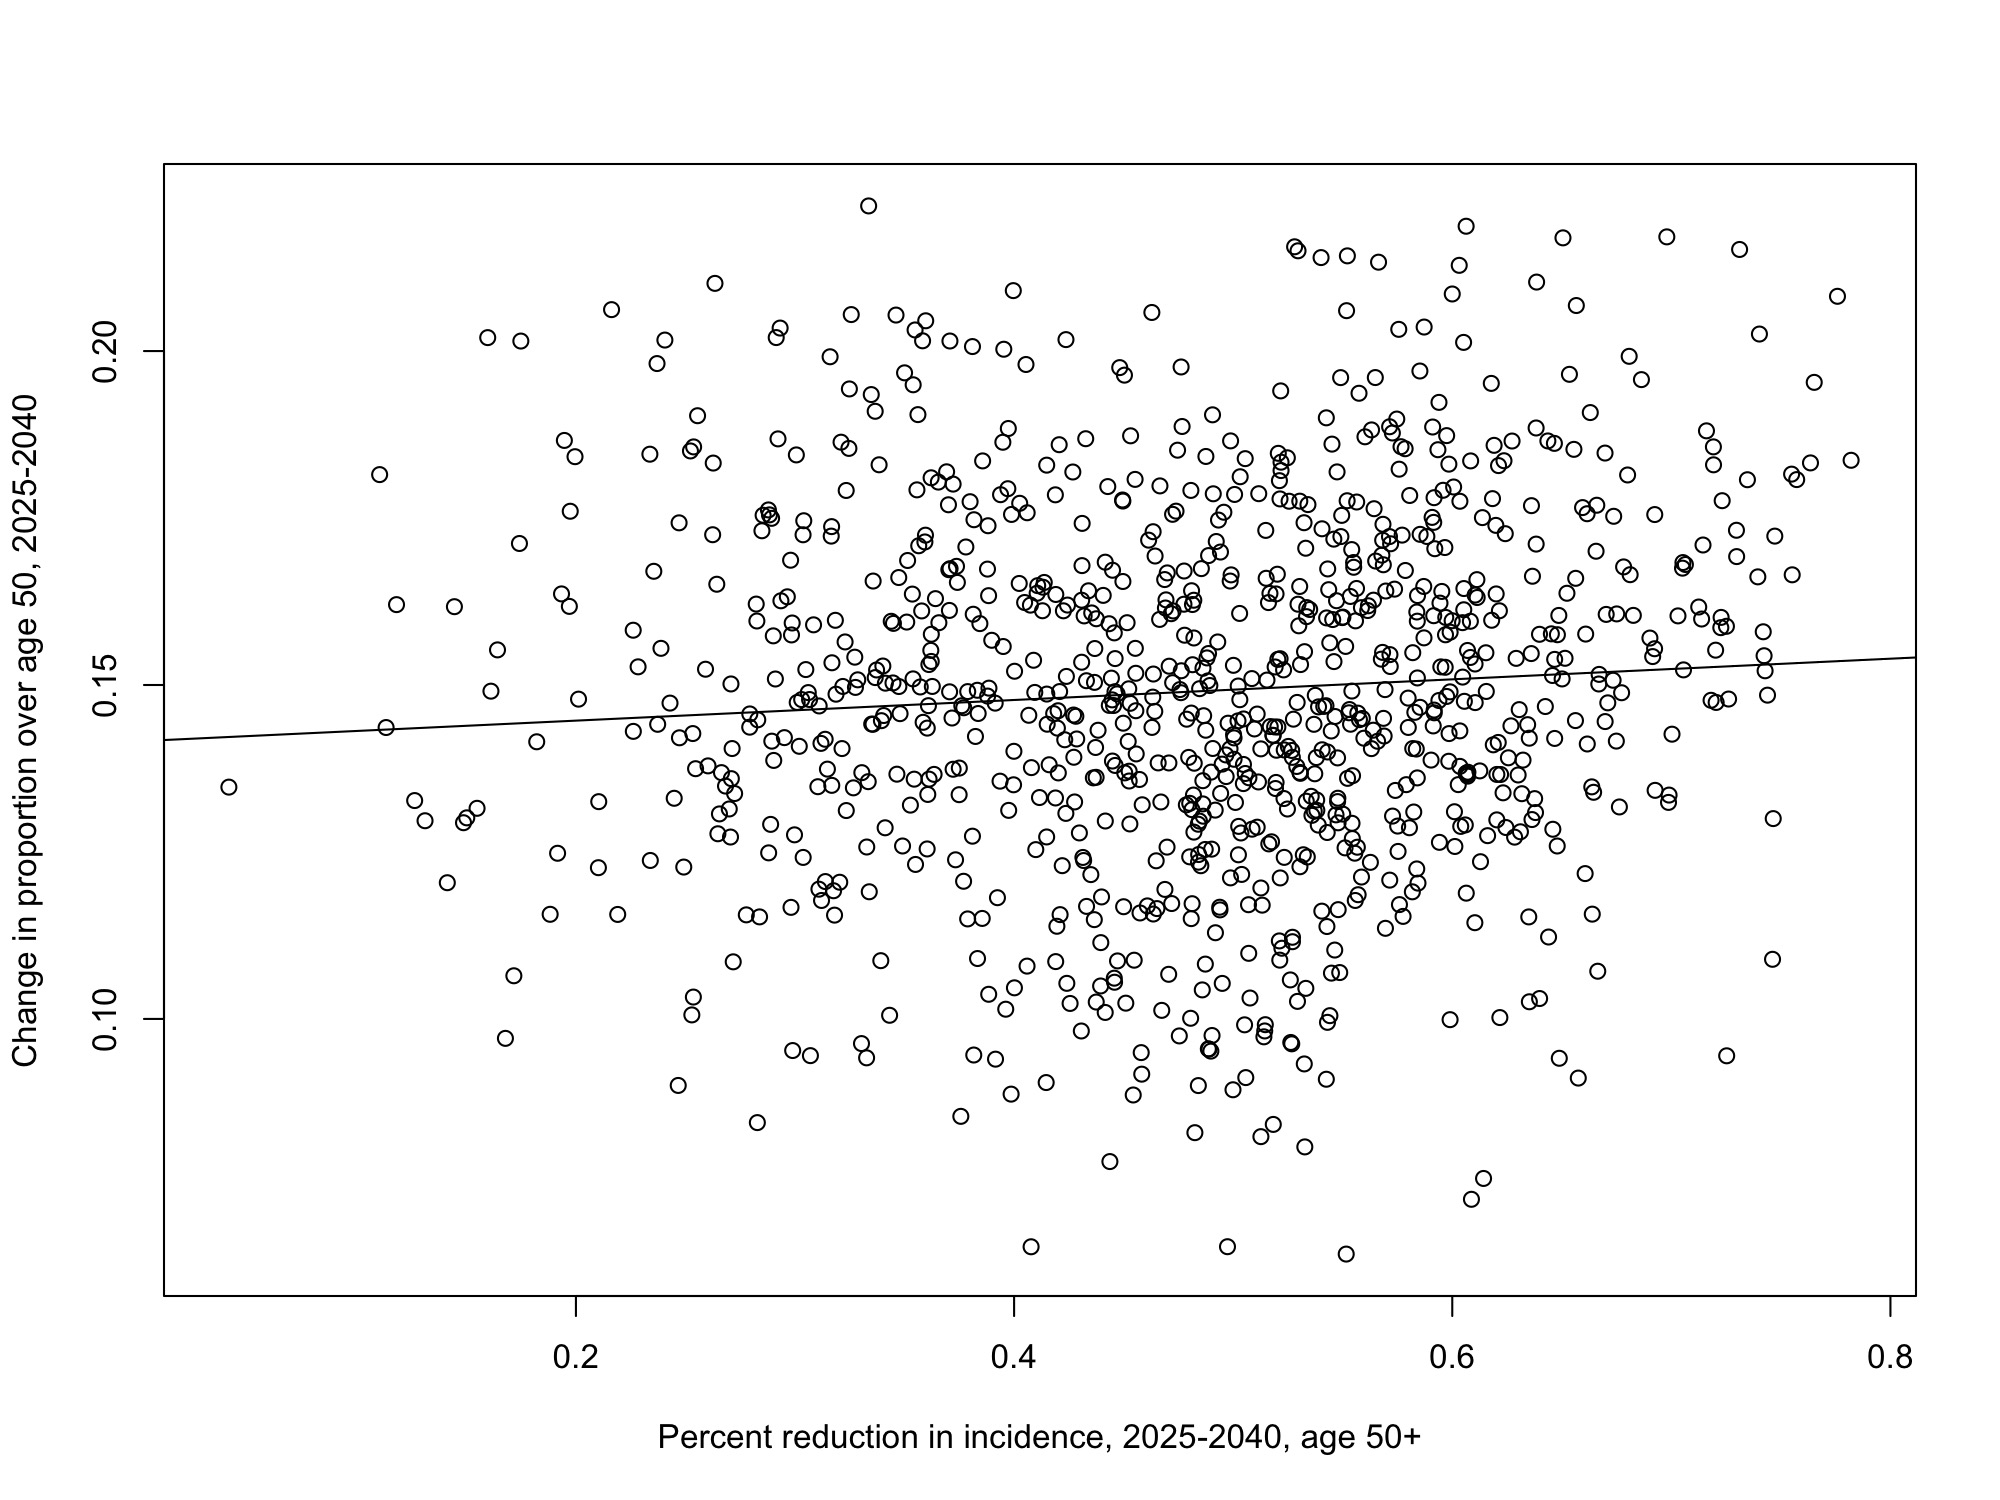 Change in proportion over age 50, 2025-2040
0.20
0.15
0.10
0.2 0.4 0.6 0.8
Percent reduction in incidence, 2025-2040, age 50+